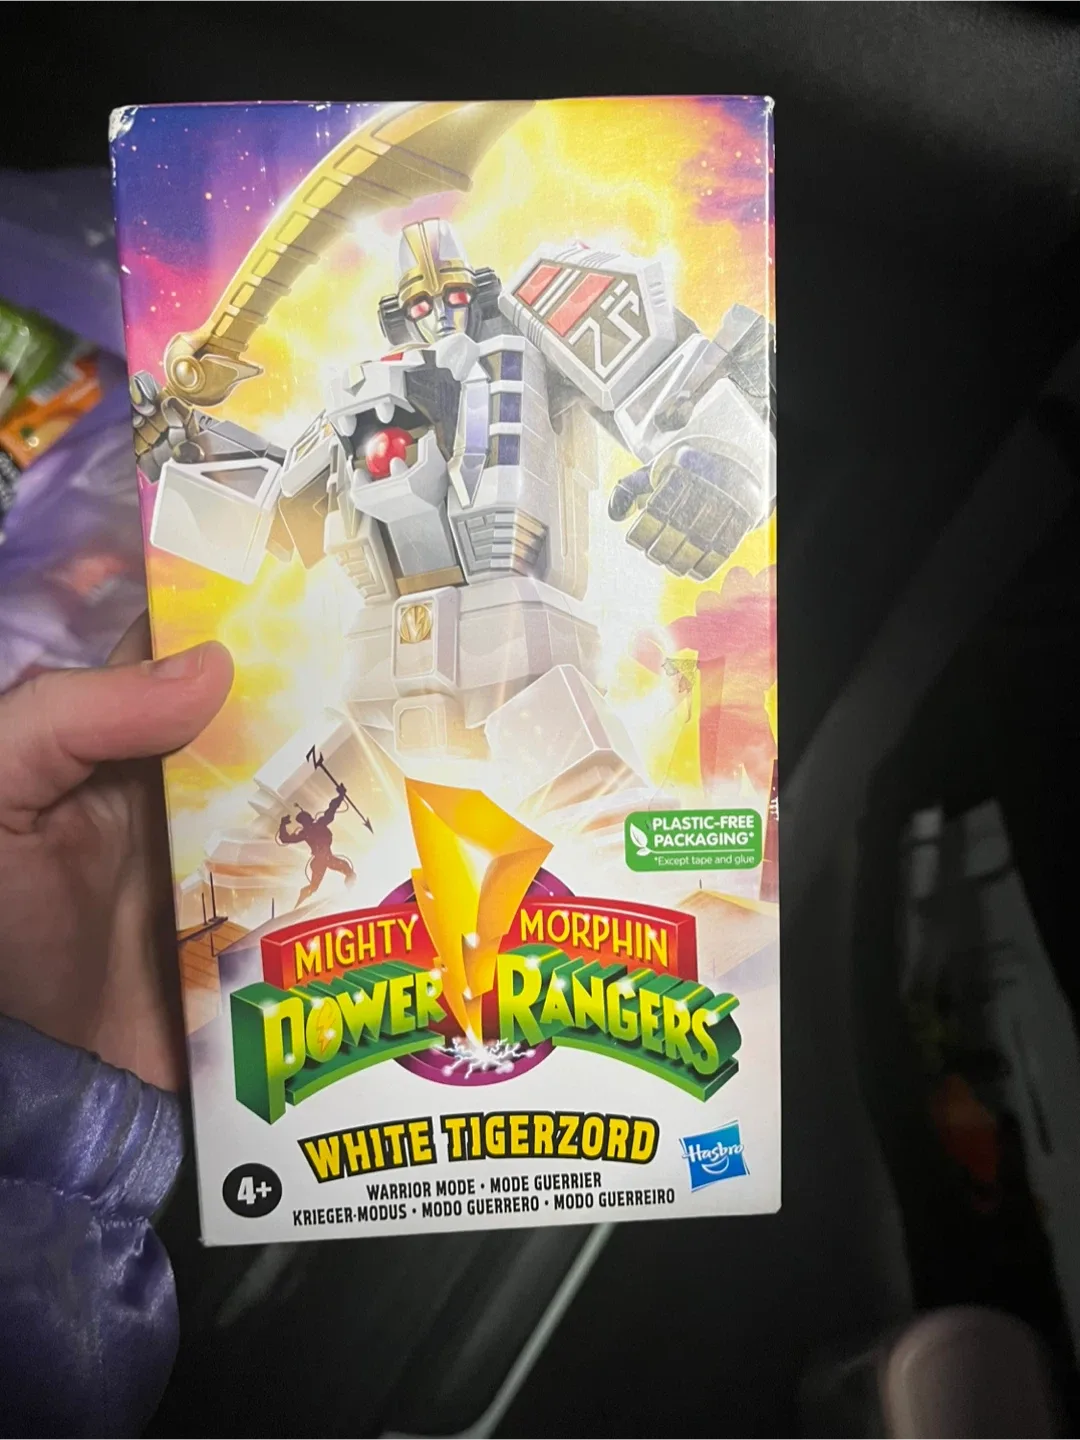 PLASTIC-FREE
PACKAGING*
*Except tape and glue
MIGHTY MORPHIN
POWER RANGERS
WHITE TIGERZORD
Hasbro
4+
WARRIOR MODE • MODE GUERRIER
KRIEGER-MODUS • MODO GUERRERO • MODO GUERREIRO